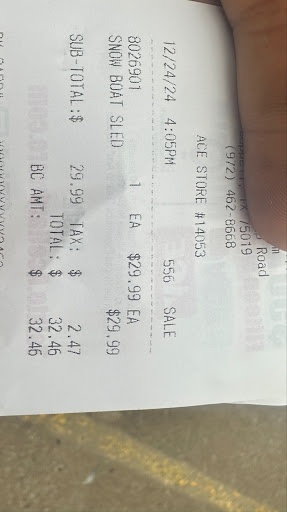 Road
TX 75019
(972) 462-8668
ACE STORE #14053
12/24/24 4:05PM 556 SALE
8026901 1 EA $29.99 EA
SNOW BOAT SLED $29.99
SUB-TOTAL:$ 29.99 TAX: $ 2.47
TOTAL: $ 32.46
BC AMT: $ 32.46